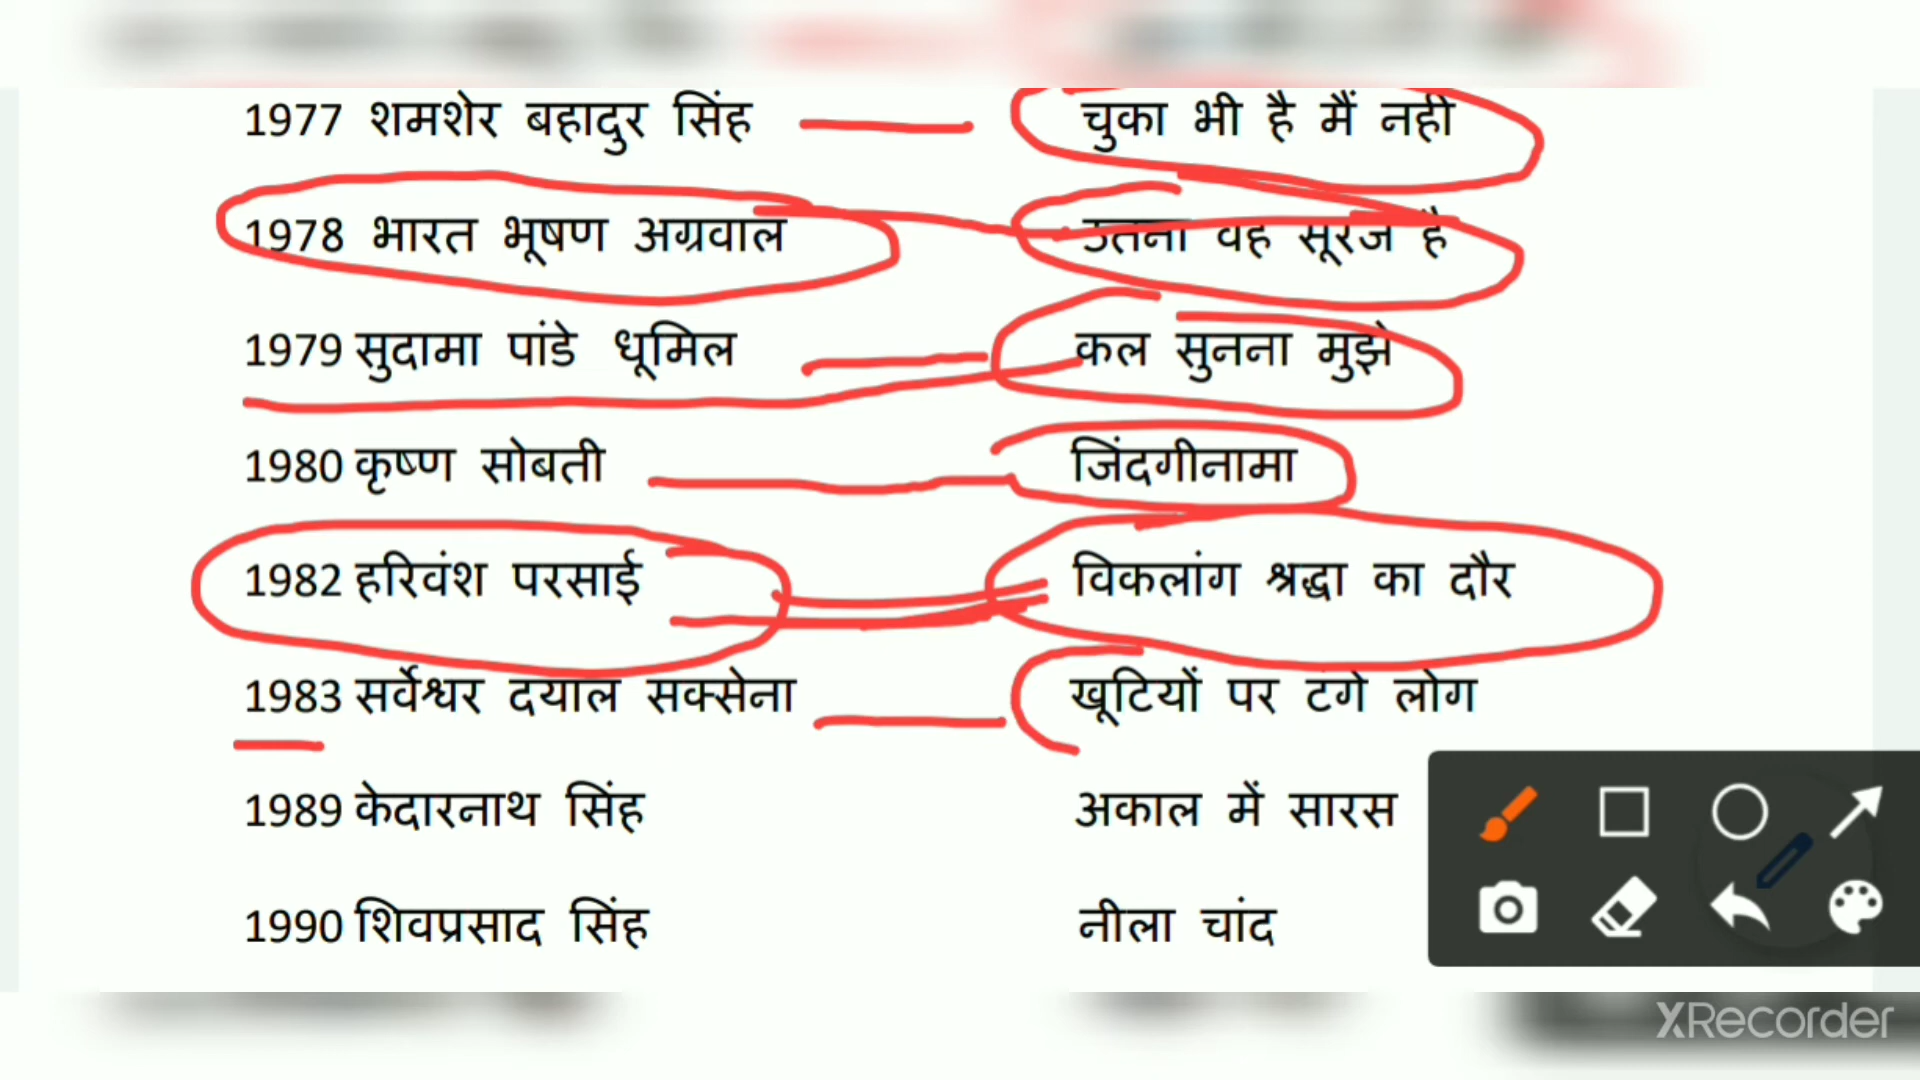 1977 शमशेर बहादुर सिंह चुका भी है मैं नही
1978 भारत भूषण अग्रवाल उतना वह सूरज है
1979 सुदामा पांडे धूमिल कल सुनना मुझे
1980 कृष्ण सोबती जिंदगीनामा
1982 हरिवंश परसाई विकलांग श्रद्धा का दौर
1983 सर्वेश्वर दयाल सक्सेना खूटियों पर टगे लोग
1989 केदारनाथ सिंह अकाल में सारस
1990 शिवप्रसाद सिंह नीला चांद
XRecorder